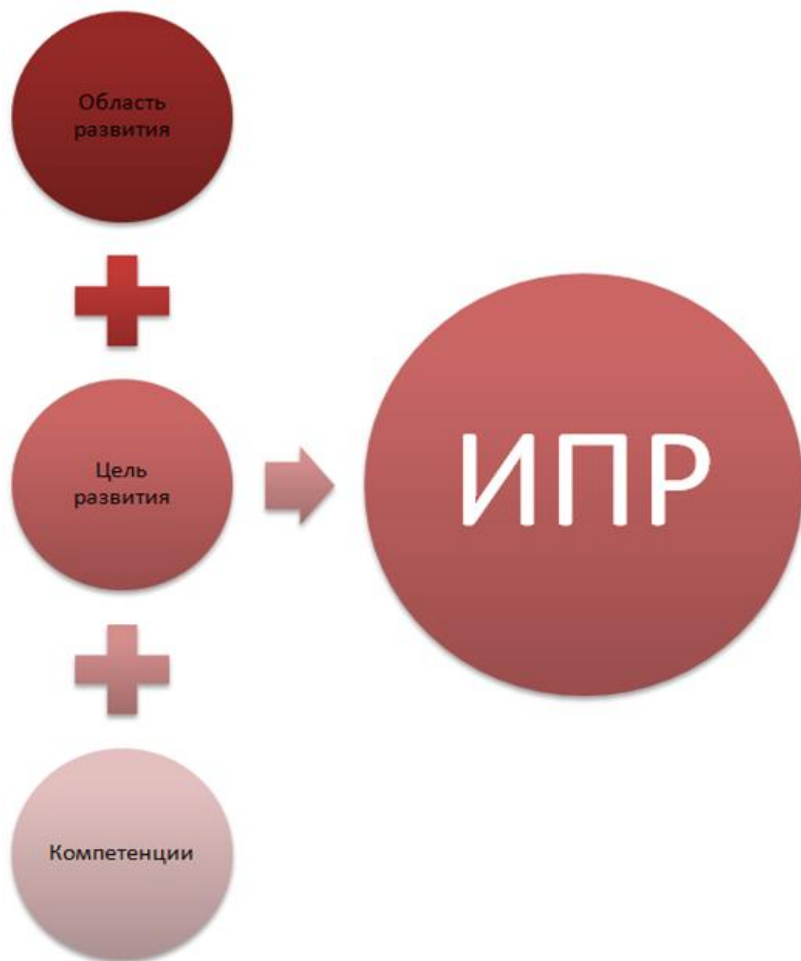 Область
развития
Цель
развития
ИПР
Компетенции